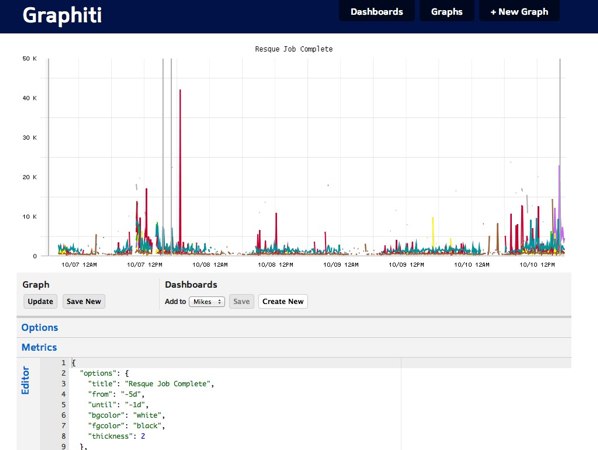 Graphiti
Dashboards Graphs + New Graph
Resque Job Complete
50 K
40 K
30 K
20 K
10 K
0
10/07 12AM 10/07 12PM 10/08 12AM 10/08 12PM 10/09 12AM 10/09 12PM 10/10 12AM 10/10 12PM
Graph Dashboards
Update Save New Add to Mikes Save Create New
Options
Metrics
Editor
1 {
2 "options": {
3 "title": "Resque Job Complete",
4 "from": "-5d",
5 "until": "-1d",
6 "bgcolor": "white",
7 "fgcolor": "black",
8 "thickness": 2
9 },